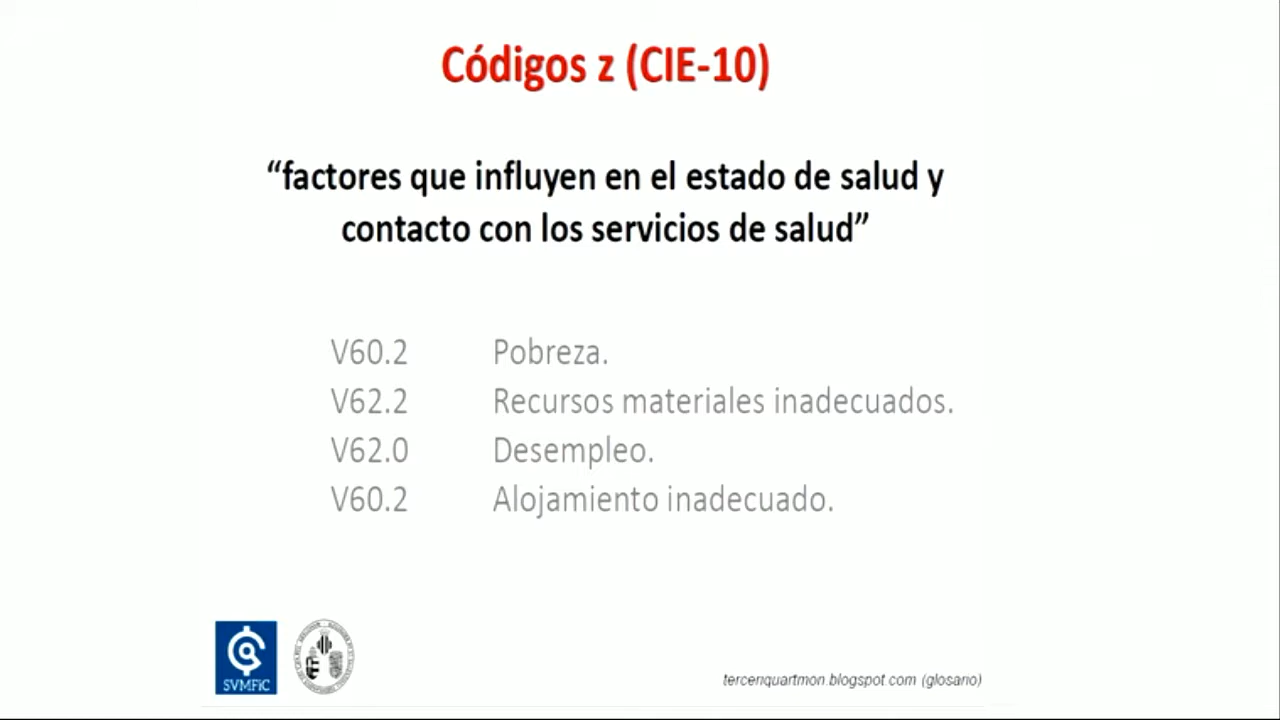 Códigos z (CIE-10)
“factores que influyen en el estado de salud y
contacto con los servicios de salud”
V60.2 Pobreza.
V62.2 Recursos materiales inadecuados.
V62.0 Desempleo.
V60.2 Alojamiento inadecuado.
SVMFiC
terceriquartmon.blogspot.com (glosario)